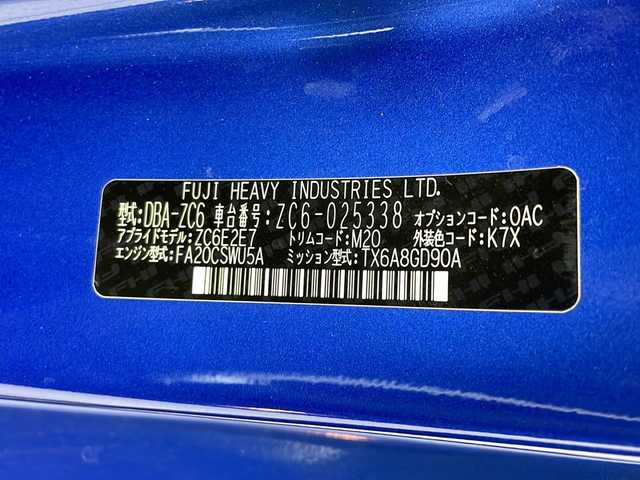 FUJI HEAVY INDUSTRIES LTD.
型式:DBA-ZC6 車台番号:ZC6-025338 オプションコード:OAC
アプライドモデル:ZC6E2E7 トリムコード:M20 外装色コード:K7X
エンジン型式:FA20CSWU5A ミッション型式:TX6A8GD90A